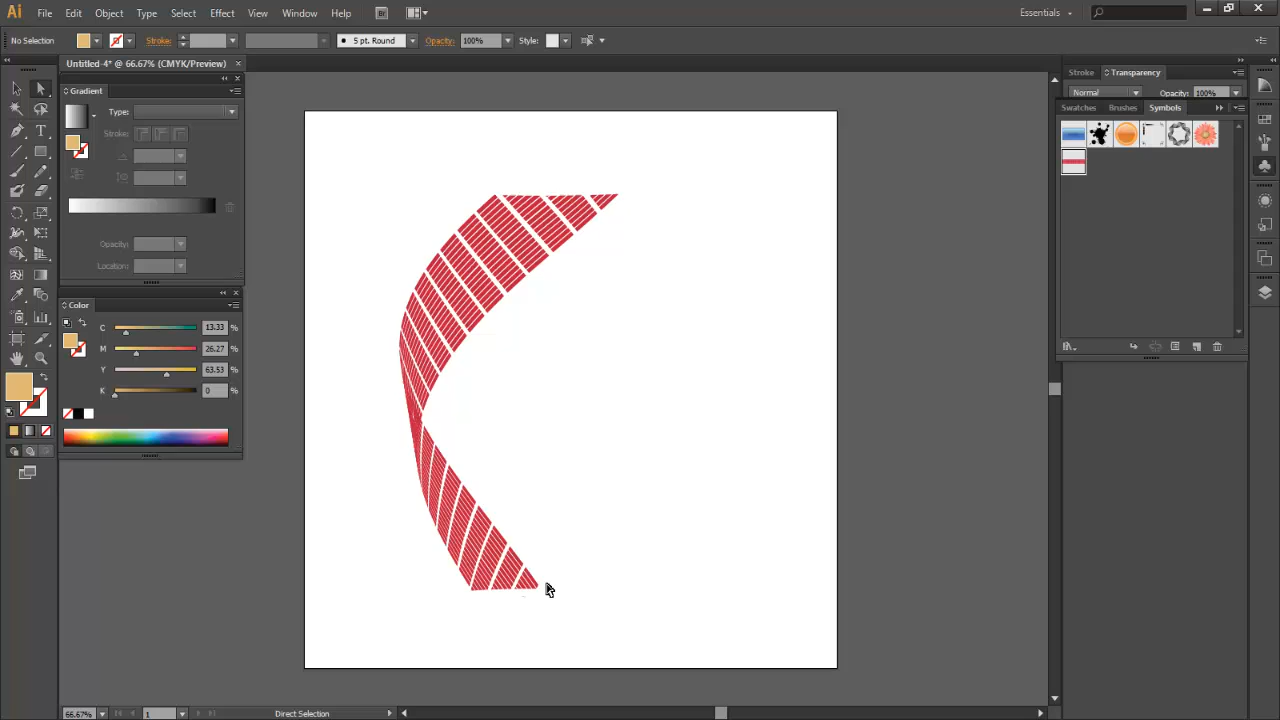 Ai File Edit Object Type Select Effect View Window Help Br Essentials
No Selection Stroke: 5 pt. Round Opacity: 100% Style:
Untitled-4* @ 66.67% (CMYK/Preview) ×
Gradient
Type:
Stroke:
Opacity:
Location:
Color
C 13.33 %
M 26.27 %
Y 63.53 %
K 0 %
Stroke Transparency
Normal Opacity: 100%
Swatches Brushes Symbols
66.67% 1 Direct Selection